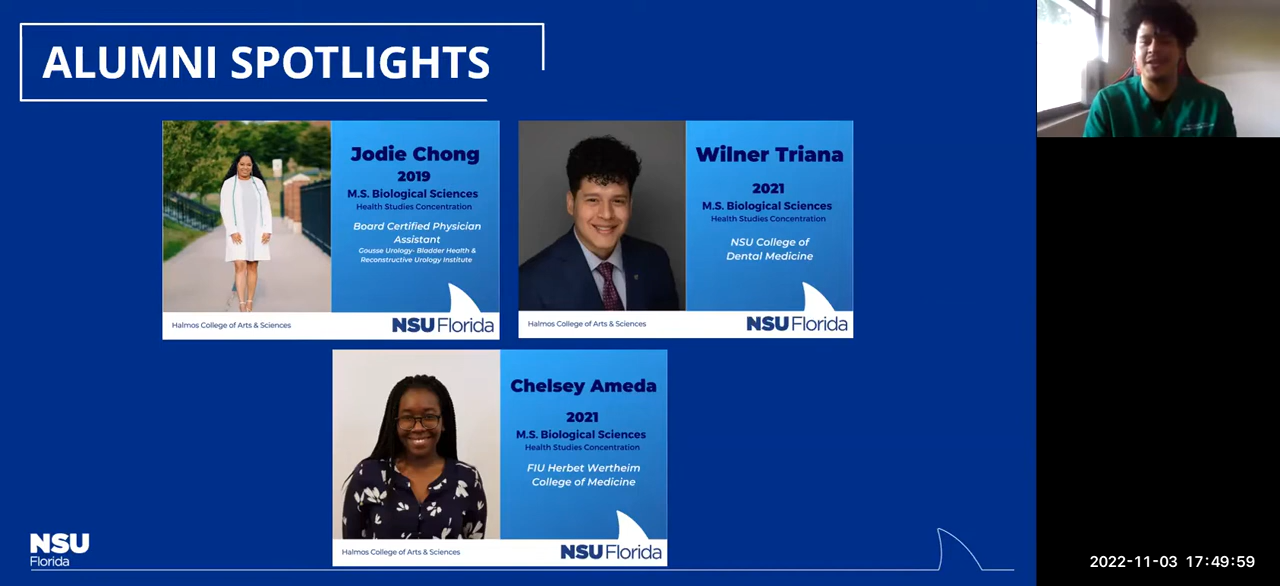 ALUMNI SPOTLIGHTS
Jodie Chong
2019
M.S. Biological Sciences
Health Studies Concentration
Board Certified Physician
Assistant
Gousse Urology- Bladder Health &
Reconstructive Urology Institute
Halmos College of Arts & Sciences
NSU Florida
Wilner Triana
2021
M.S. Biological Sciences
Health Studies Concentration
NSU College of
Dental Medicine
Halmos College of Arts & Sciences
NSU Florida
Chelsey Ameda
2021
M.S. Biological Sciences
Health Studies Concentration
FIU Herbet Wertheim
College of Medicine
Halmos College of Arts & Sciences
NSU Florida
NSU
Florida
2022-11-03 17:49:59